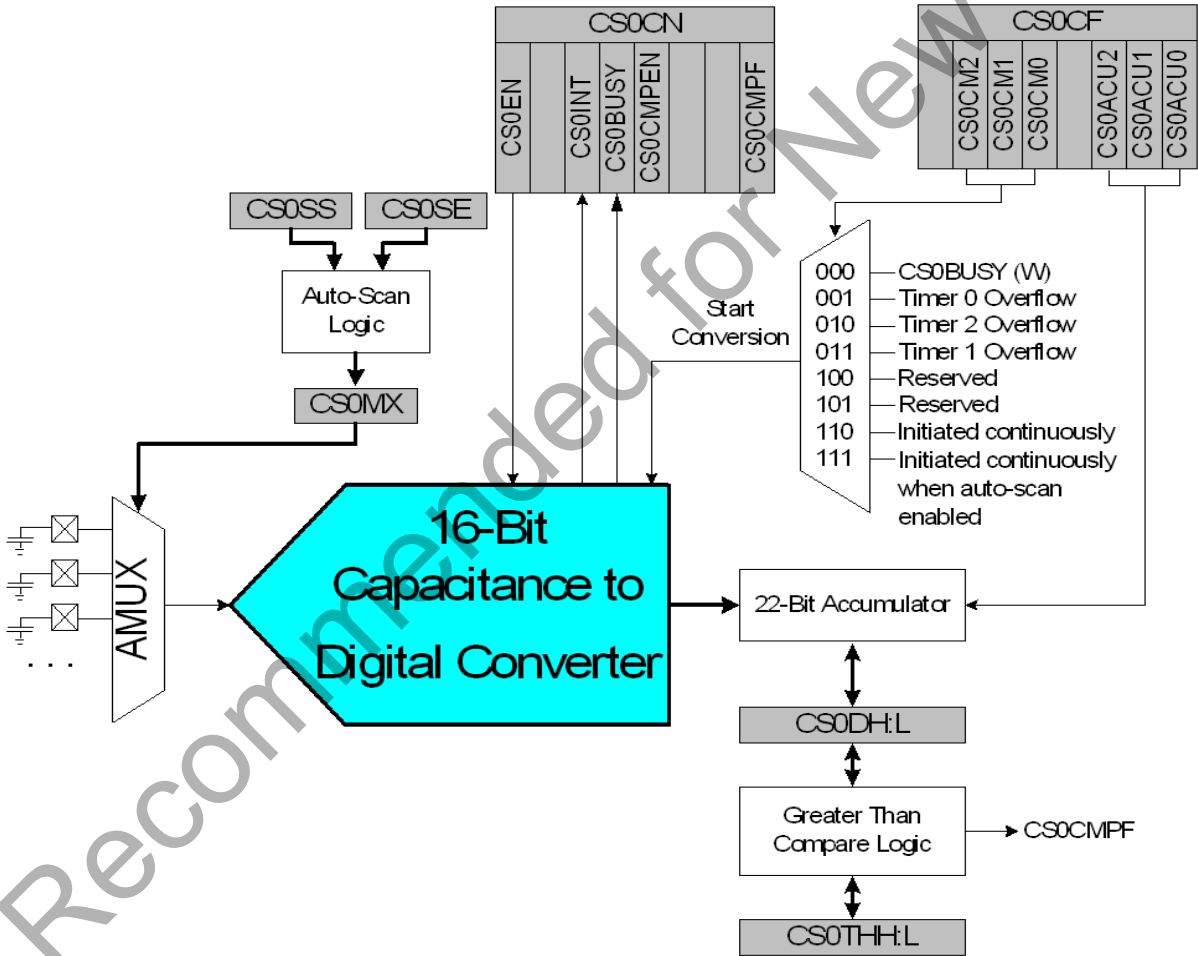 CS0CN
CS0EN
CS0INT
CS0BUSY
CS0CMPEN
CS0CMPF
CS0CF
CS0CM2
CS0CM1
CS0CM0
CS0ACU2
CS0ACU1
CS0ACU0
CS0SS
CS0SE
Auto-Scan
Logic
CS0MX
Start
Conversion
000
CS0BUSY (W)
001
Timer 0 Overflow
010
Timer 2 Overflow
011
Timer 1 Overflow
100
Reserved
101
Reserved
110
Initiated continuously
111
Initiated continuously
when auto-scan
enabled
AMUX
. . .
16-Bit
Capacitance to
Digital Converter
22-Bit Accumulator
CS0DH:L
Greater Than
Compare Logic
CS0CMPF
CS0THH:L
Recommended for New